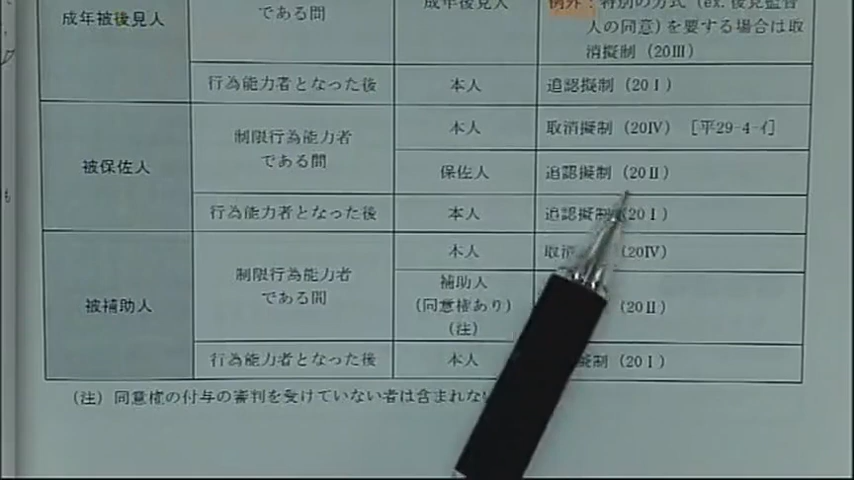 成年被後見人
である間
成年後見人
例外：特別の方式（ex.後見監督
人の同意）を要する場合は取
消擬制（20Ⅲ）
行為能力者となった後
本人
追認擬制（20Ⅰ）
被保佐人
制限行為能力者
である間
本人
取消擬制（20Ⅳ）［平29-4-イ］
保佐人
追認擬制（20Ⅱ）
行為能力者となった後
本人
追認擬制（20Ⅰ）
被補助人
制限行為能力者
である間
本人
取消 （20Ⅳ）
補助人
（同意権あり）
（注）
（20Ⅱ）
行為能力者となった後
本人
擬制（20Ⅰ）
（注）同意権の付与の審判を受けていない者は含まれな
も